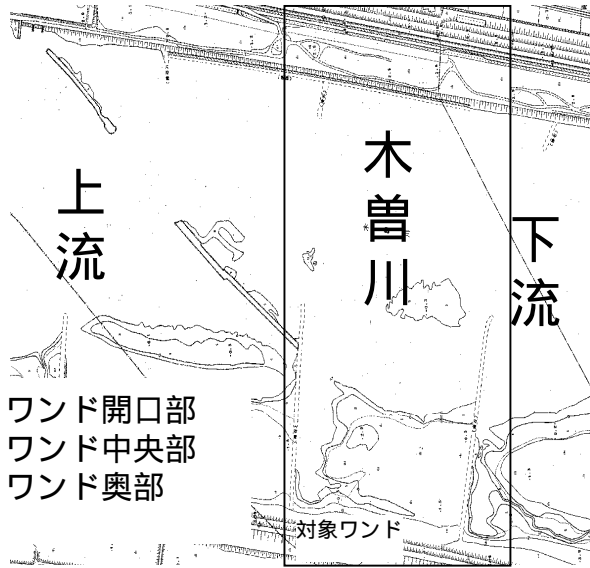 上流
木曽川
下流
ワンド開口部
ワンド中央部
ワンド奥部
対象ワンド